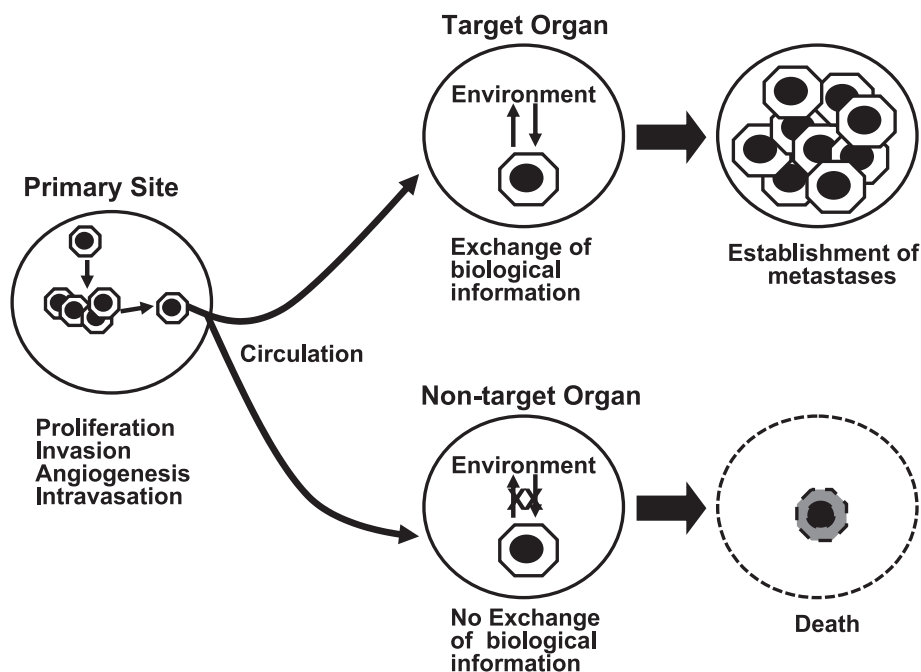 Target Organ
Environment
Exchange of
biological
information
Establishment of
metastases
Primary Site
Proliferation
Invasion
Angiogenesis
Intravasation
Circulation
Non-target Organ
Environment
XX
No Exchange
of biological
information
Death